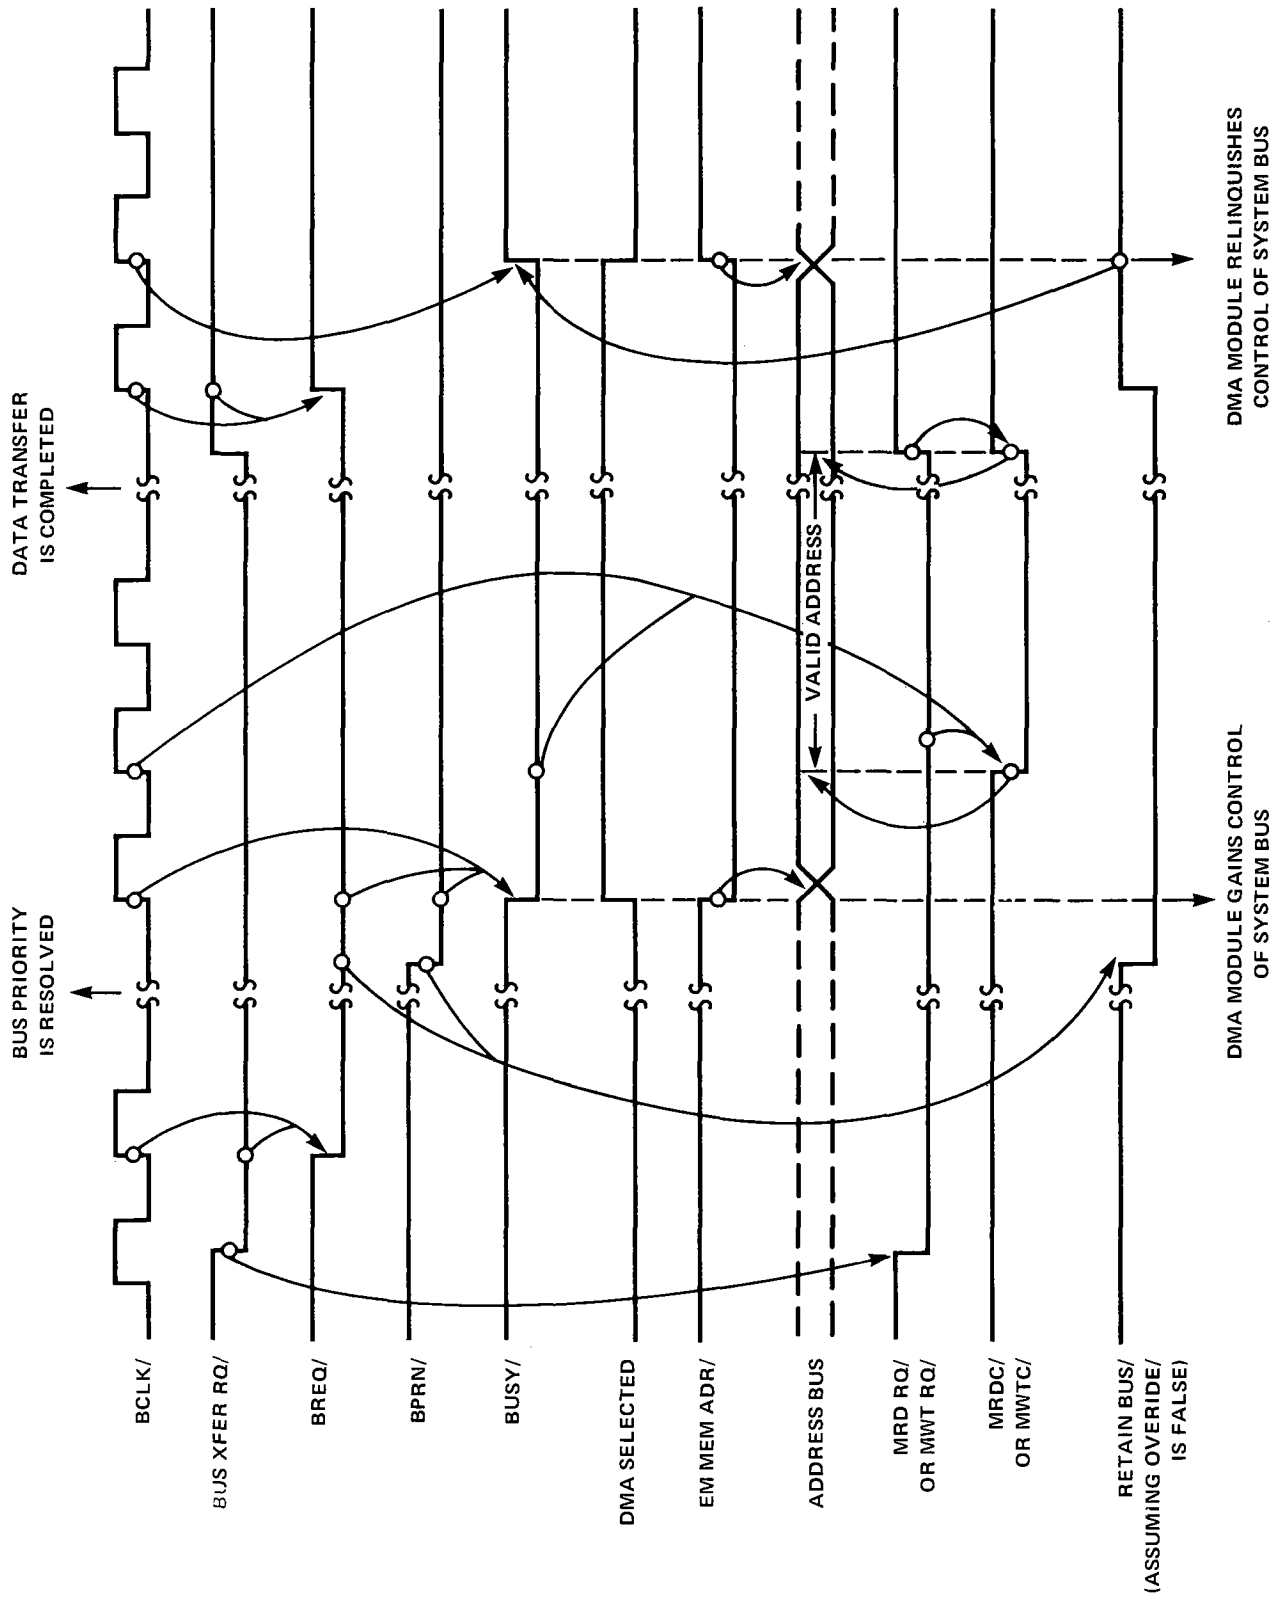 BUS PRIORITY
IS RESOLVED
DATA TRANSFER
IS COMPLETED
BCLK/
BUS XFER RQ/
BREQ/
BPRN/
BUSY/
DMA SELECTED
EM MEM ADR/
ADDRESS BUS
VALID ADDRESS
MRD RQ/
OR MWT RQ/
MRDC/
OR MWTC/
RETAIN BUS/
(ASSUMING OVERIDE/
IS FALSE)
DMA MODULE GAINS CONTROL
OF SYSTEM BUS
DMA MODULE RELINQUISHES
CONTROL OF SYSTEM BUS